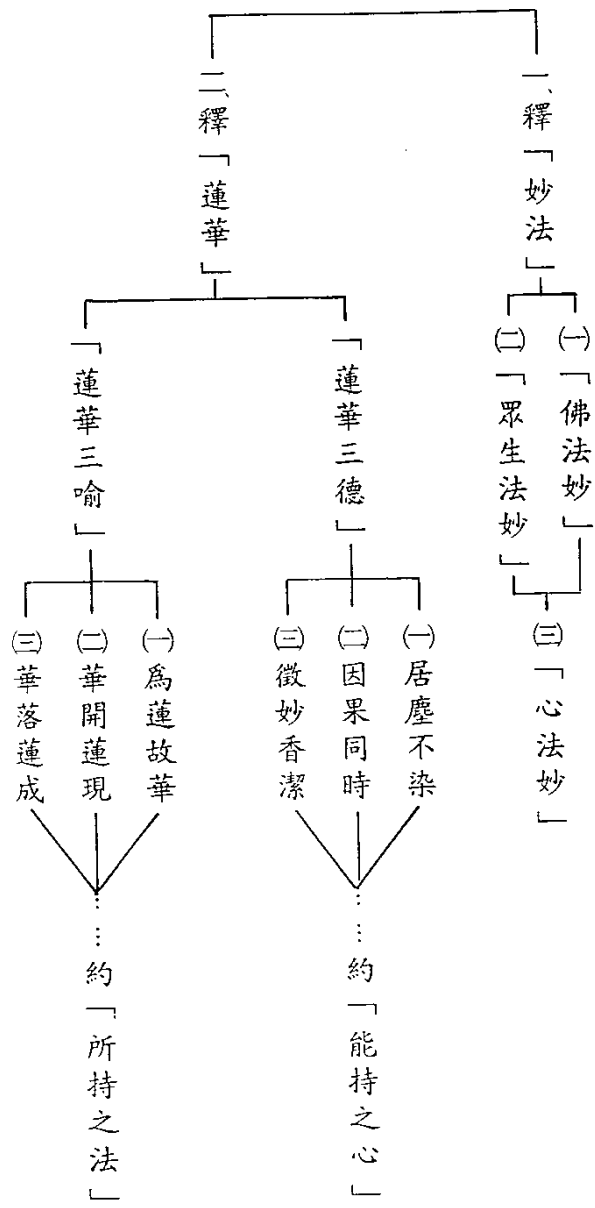 一、釋「妙法」
㈠「佛法妙」
㈡「眾生法妙」
㈢「心法妙」
二、釋「蓮華」
「蓮華三德」
㈠居塵不染
㈡因果同時
㈢徵妙香潔
……約「能持之心」
「蓮華三喻」
㈠爲蓮故華
㈡華開蓮現
㈢華落蓮成
……約「所持之法」